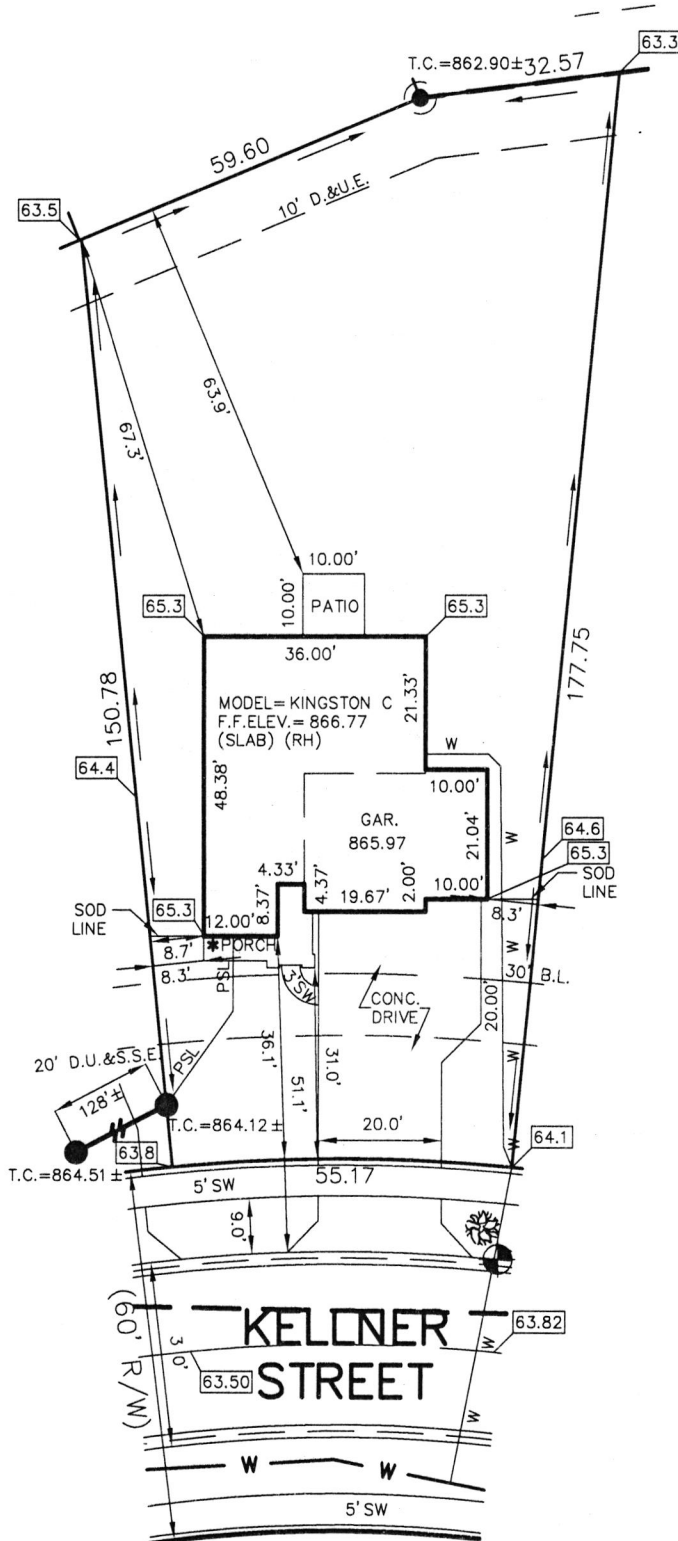 63.3
T.C.=862.90±
32.57
59.60
63.5
10' D.&U.E.
63.9'
67.3'
10.00'
10.00'
PATIO
65.3
65.3
36.00'
150.78
177.75
MODEL= KINGSTON C
F.F.ELEV.= 866.77
(SLAB) (RH)
21.33'
W
64.4
48.38'
10.00'
GAR.
865.97
21.04'
W
64.6
65.3
4.33'
4.37'
8.37'
19.67'
2.00'
10.00'
SOD
LINE
65.3
SOD
LINE
12.00'
8.3'
*PORCH
8.7'
8.3'
PSL
3'SW
W
30' B.L.
CONC.
DRIVE
20.00'
36.1'
51.1'
31.0'
20' D.U.&S.S.E.
PSL
W
128'±
T.C.=864.12±
20.0'
63.8
W
64.1
T.C.=864.51±
55.17
5' SW
9.0'
(60' R/W)
KELLNER
STREET
W
63.82
3.0'
63.50
W
W
W
5' SW